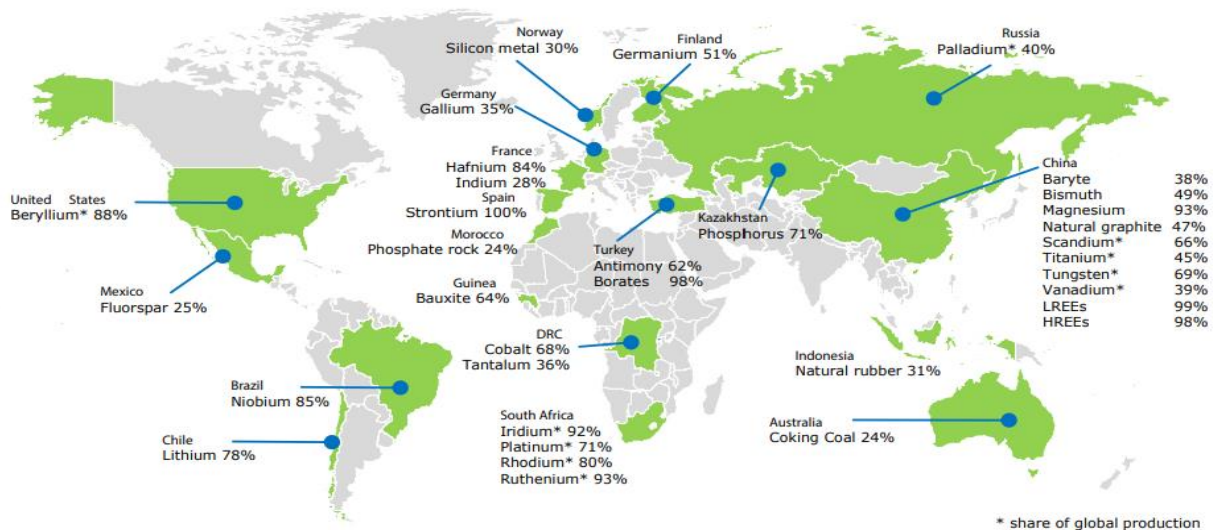 Norway
Silicon metal 30%
Finland
Germanium 51%
Russia
Palladium* 40%
Germany
Gallium 35%
France
Hafnium 84%
Indium 28%
Spain
Strontium 100%
Morocco
Phosphate rock 24%
United States
Beryllium* 88%
Mexico
Fluorspar 25%
Guinea
Bauxite 64%
Turkey
Antimony 62%
Borates 98%
Kazakhstan
Phosphorus 71%
China
Baryte 38%
Bismuth 49%
Magnesium 93%
Natural graphite 47%
Scandium* 66%
Titanium* 45%
Tungsten* 69%
Vanadium* 39%
LREEs 99%
HREEs 98%
DRC
Cobalt 68%
Tantalum 36%
Indonesia
Natural rubber 31%
Brazil
Niobium 85%
Chile
Lithium 78%
South Africa
Iridium* 92%
Platinum* 71%
Rhodium* 80%
Ruthenium* 93%
Australia
Coking Coal 24%
* share of global production